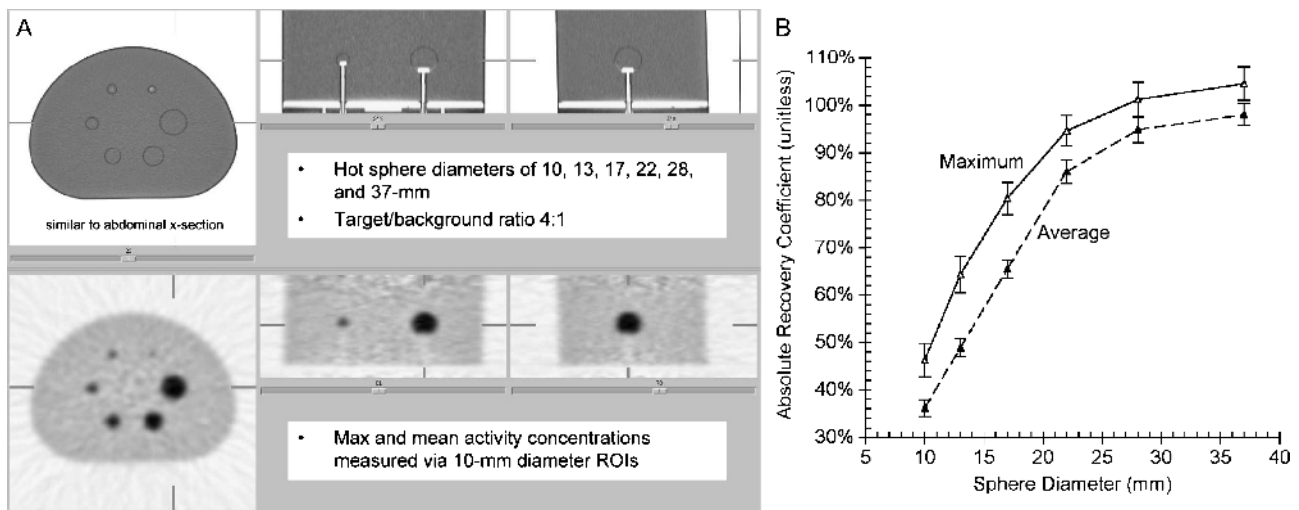 A
similar to abdominal x-section
• Hot sphere diameters of 10, 13, 17, 22, 28,
and 37-mm
• Target/background ratio 4:1
• Max and mean activity concentrations
measured via 10-mm diameter ROIs
B
Absolute Recovery Coefficient (unitless)
110%
100%
90%
80%
70%
60%
50%
40%
30%
Maximum
Average
5 10 15 20 25 30 35 40
Sphere Diameter (mm)